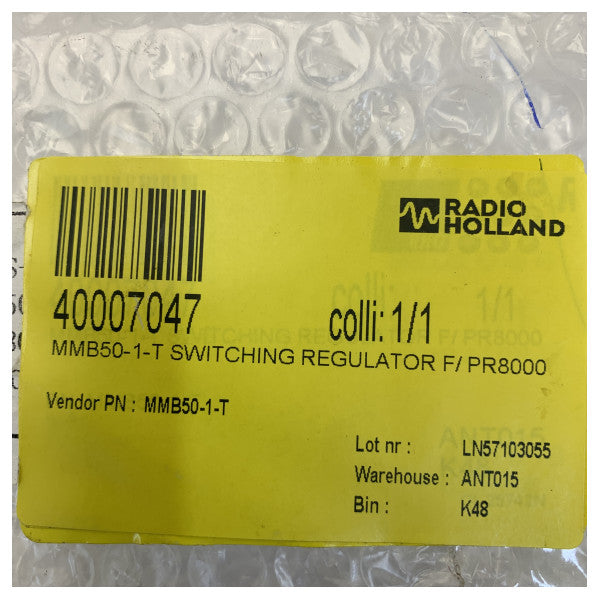 RADIO
HOLLAND
40007047 colli: 1/1
MMB50-1-T SWITCHING REGULATOR F/ PR8000
Vendor PN : MMB50-1-T
Lot nr : LN57103055
Warehouse : ANT015
Bin : K48